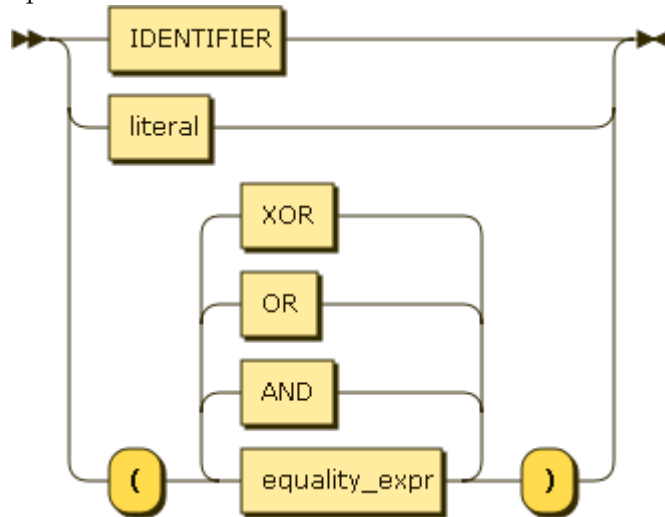 IDENTIFIER
literal
XOR
OR
AND
( equality_expr )